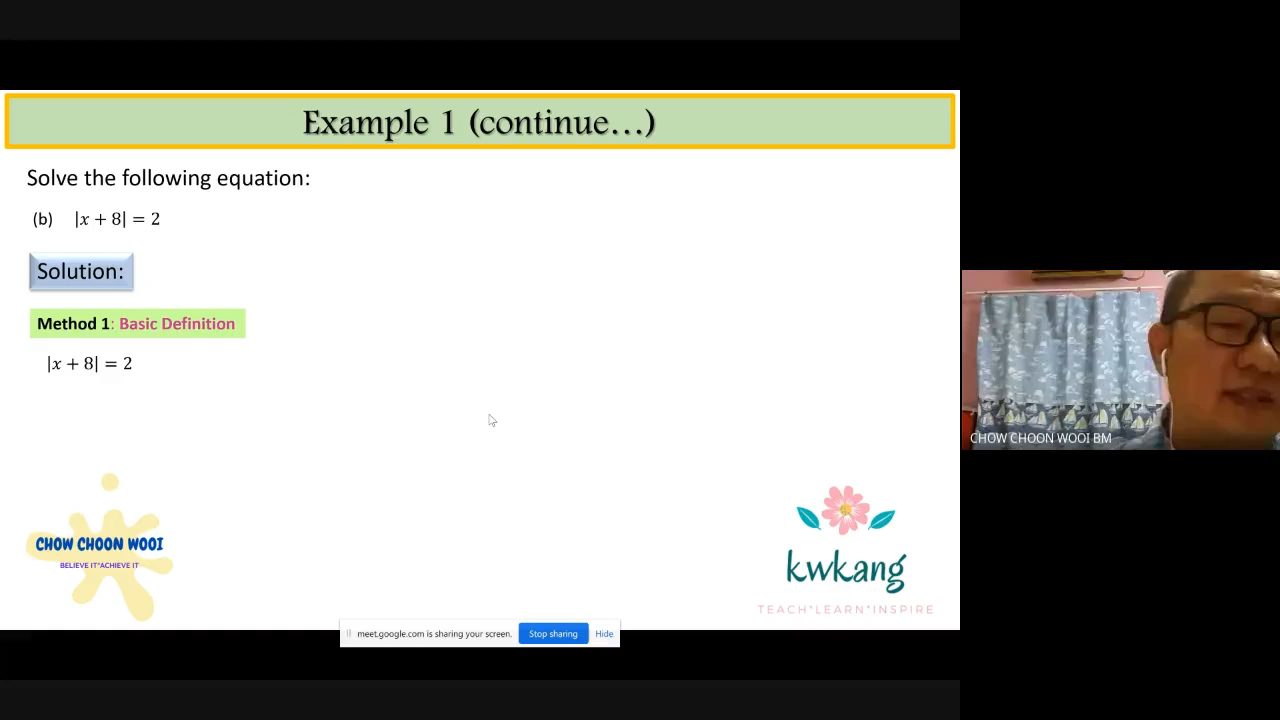 Example 1 (continue...)
Solve the following equation:
(b) |x + 8| = 2
Solution:
Method 1: Basic Definition
|x + 8| = 2
CHOW CHOON WOOI BM
CHOW CHOON WOOI
BELIEVE IT*ACHIEVE IT
kwkang
TEACH*LEARN*INSPIRE
meet.google.com is sharing your screen.
Stop sharing
Hide